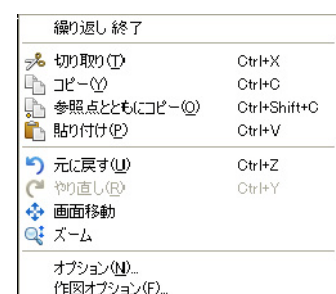 繰り返し 終了
切り取り(T) Ctrl+X
コピー(Y) Ctrl+C
参照点とともにコピー(O) Ctrl+Shift+C
貼り付け(P) Ctrl+V
元に戻す(U) Ctrl+Z
やり直し(R) Ctrl+Y
画面移動
ズーム
オプション(N)...
作図オプション(F)...